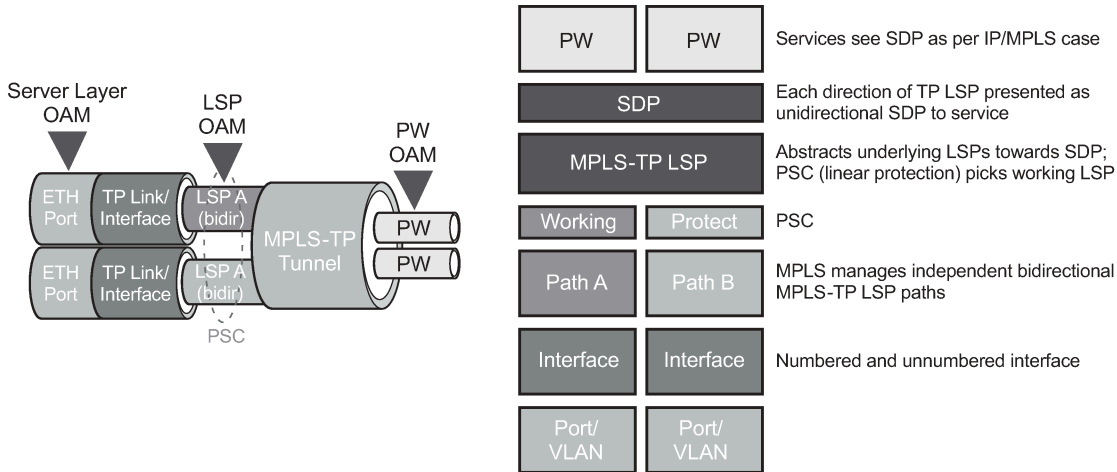 Server Layer
OAM
LSP
OAM
PW
OAM
ETH
Port
TP Link/
Interface
LSP A
(bidir)
MPLS-TP
Tunnel
PW
PW
ETH
Port
TP Link/
Interface
LSP A
(bidir)
PSC
PW
PW
Services see SDP as per IP/MPLS case
SDP
Each direction of TP LSP presented as
unidirectional SDP to service
MPLS-TP LSP
Abstracts underlying LSPs towards SDP;
PSC (linear protection) picks working LSP
Working
Protect
PSC
Path A
Path B
MPLS manages independent bidirectional
MPLS-TP LSP paths
Interface
Interface
Numbered and unnumbered interface
Port/
VLAN
Port/
VLAN